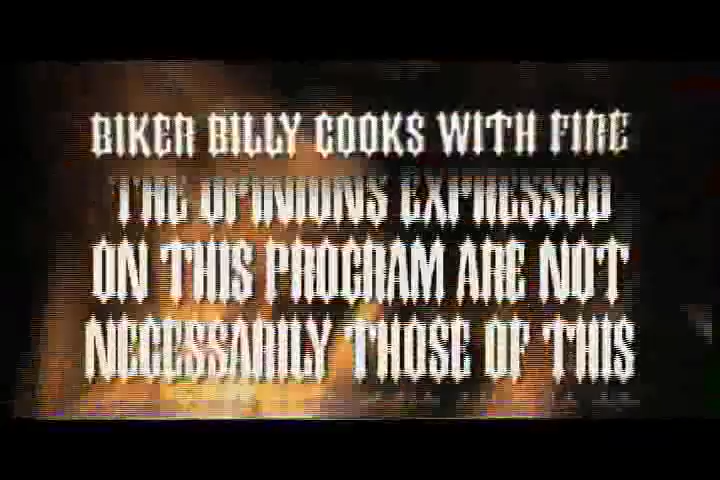 BIKER BILLY COOKS WITH FIRE
THE OPINIONS EXPRESSED
ON THIS PROGRAM ARE NOT
NECESSARILY THOSE OF THIS